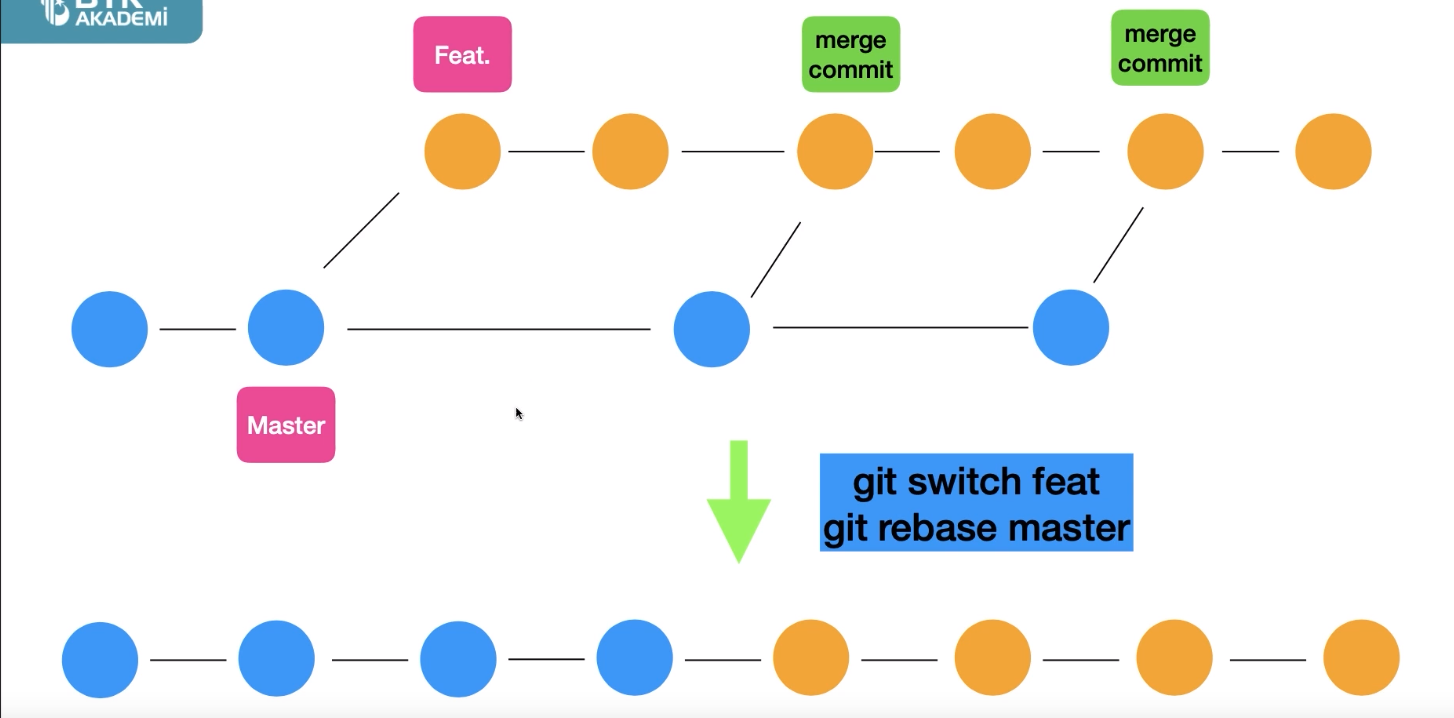 AKADEMİ
Feat.
merge
commit
merge
commit
Master
git switch feat
git rebase master